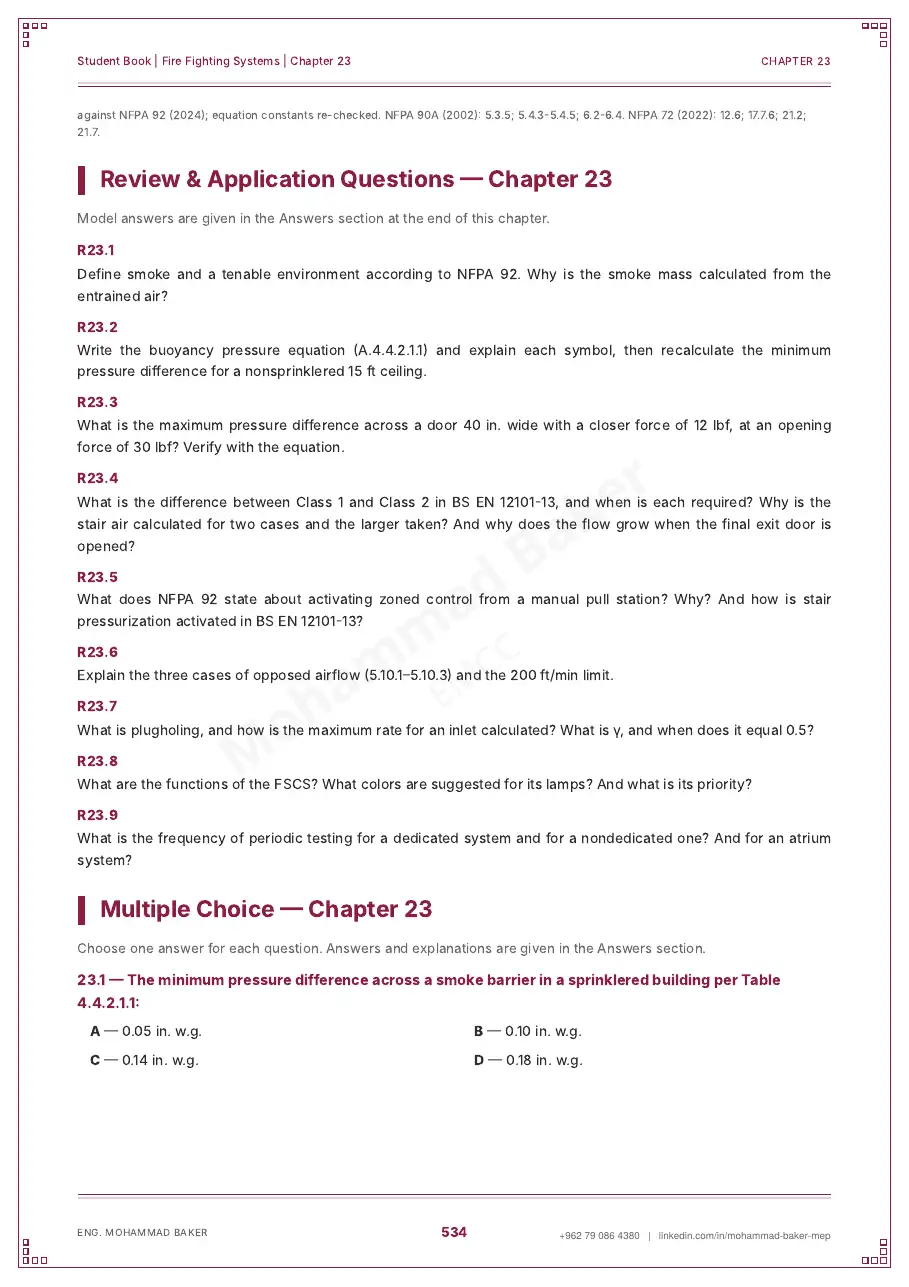 Student Book | Fire Fighting Systems | Chapter 23
CHAPTER 23
against NFPA 92 (2024); equation constants re-checked. NFPA 90A (2002): 5.3.5; 5.4.3-5.4.5; 6.2-6.4. NFPA 72 (2022): 12.6; 17.7.6; 21.2;
21.7.
Review & Application Questions — Chapter 23
Model answers are given in the Answers section at the end of this chapter.
R23.1
Define smoke and a tenable environment according to NFPA 92. Why is the smoke mass calculated from the
entrained air?
R23.2
Write the buoyancy pressure equation (A.4.4.2.1.1) and explain each symbol, then recalculate the minimum
pressure difference for a nonsprinklered 15 ft ceiling.
R23.3
What is the maximum pressure difference across a door 40 in. wide with a closer force of 12 lbf, at an opening
force of 30 lbf? Verify with the equation.
R23.4
What is the difference between Class 1 and Class 2 in BS EN 12101-13, and when is each required? Why is the
stair air calculated for two cases and the larger taken? And why does the flow grow when the final exit door is
opened?
R23.5
What does NFPA 92 state about activating zoned control from a manual pull station? Why? And how is stair
pressurization activated in BS EN 12101-13?
R23.6
Explain the three cases of opposed airflow (5.10.1–5.10.3) and the 200 ft/min limit.
R23.7
What is plugholing, and how is the maximum rate for an inlet calculated? What is γ, and when does it equal 0.5?
R23.8
What are the functions of the FSCS? What colors are suggested for its lamps? And what is its priority?
R23.9
What is the frequency of periodic testing for a dedicated system and for a nondedicated one? And for an atrium
system?
Multiple Choice — Chapter 23
Choose one answer for each question. Answers and explanations are given in the Answers section.
23.1 — The minimum pressure difference across a smoke barrier in a sprinklered building per Table
4.4.2.1.1:
A — 0.05 in. w.g.
B — 0.10 in. w.g.
C — 0.14 in. w.g.
D — 0.18 in. w.g.
Mohammad Baker
EMCC
ENG. MOHAMMAD BAKER
534
+962 79 086 4380 | linkedin.com/in/mohammad-baker-mep